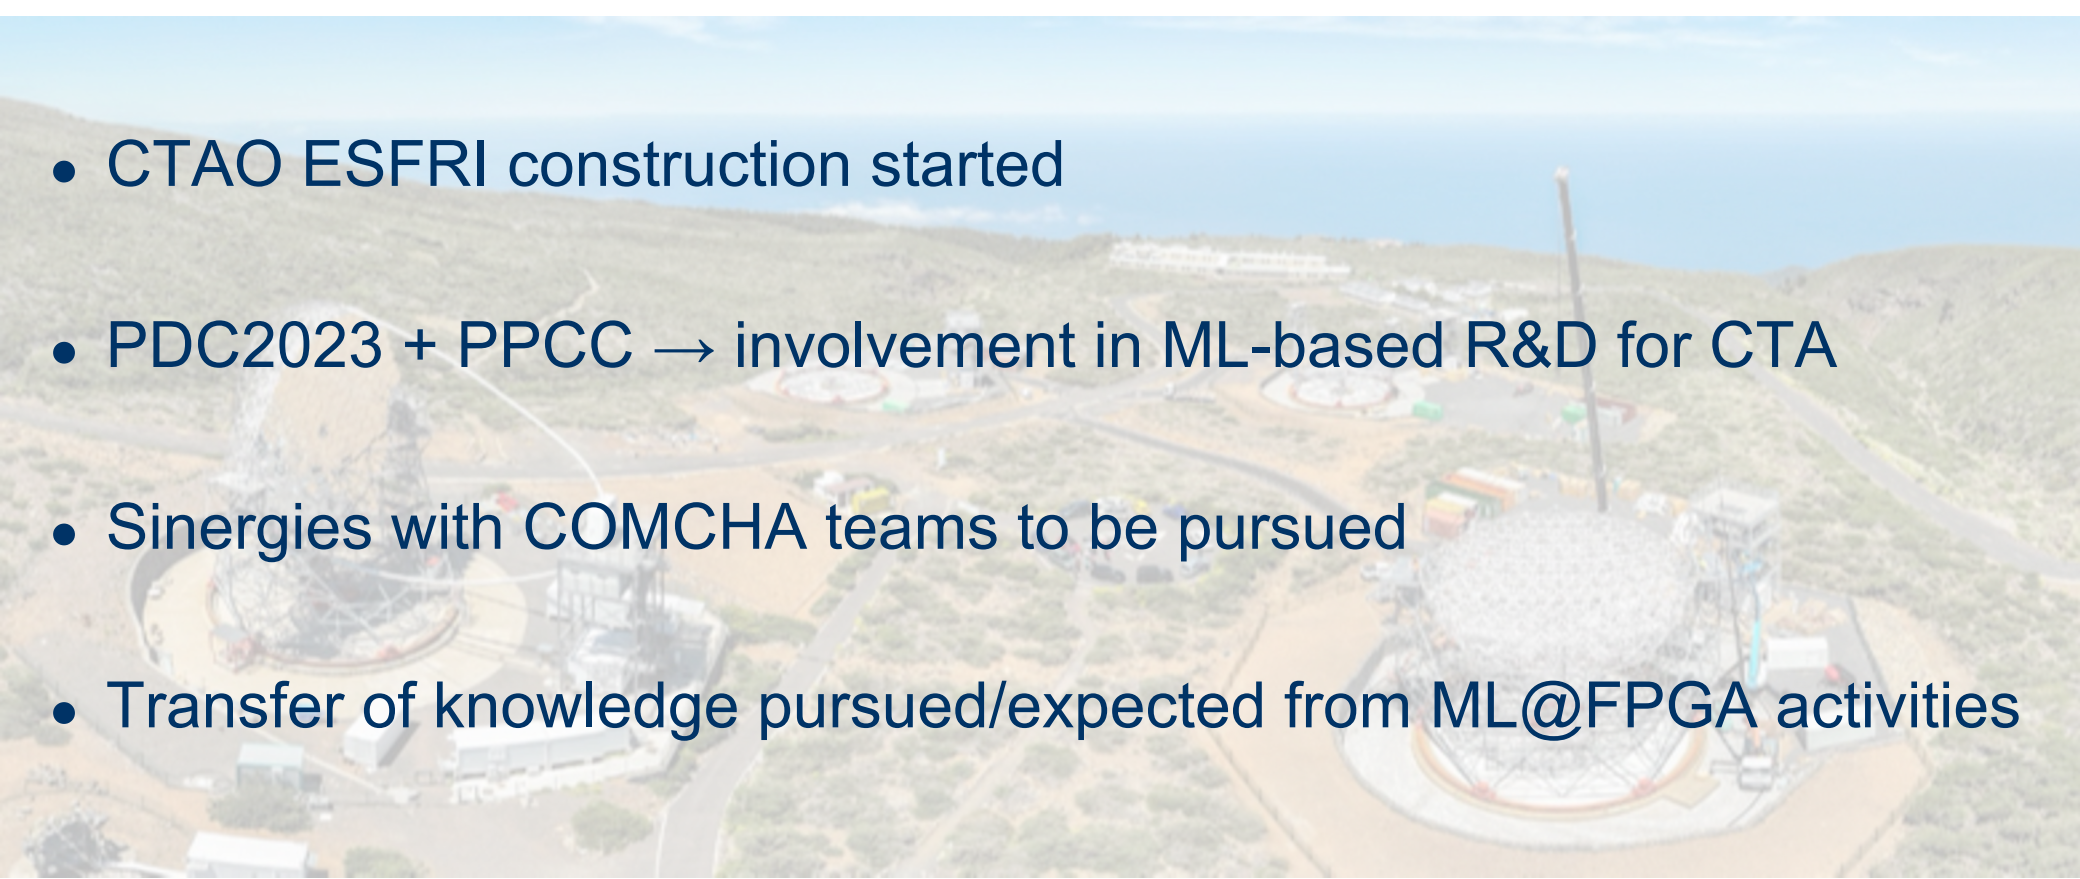 • CTAO ESFRI construction started
• PDC2023 + PPCC → involvement in ML-based R&D for CTA
• Sinergies with COMCHA teams to be pursued
• Transfer of knowledge pursued/expected from ML@FPGA activities